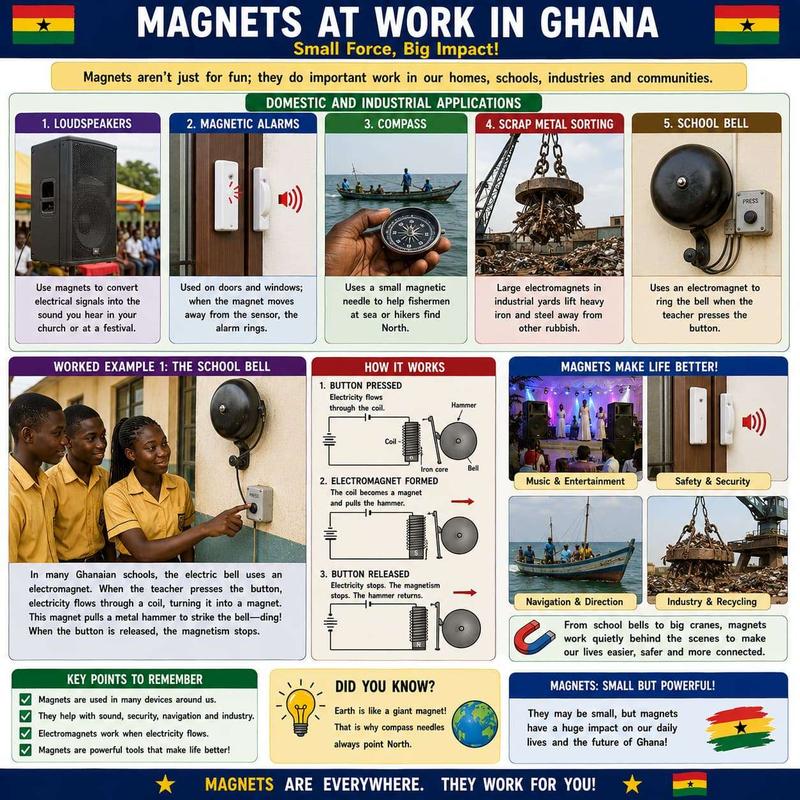 MAGNETS AT WORK IN GHANA
Small Force, Big Impact!
Magnets aren't just for fun; they do important work in our homes, schools, industries and communities.
DOMESTIC AND INDUSTRIAL APPLICATIONS
1. LOUDSPEAKERS
Use magnets to convert
electrical signals into the
sound you hear in your
church or at a festival.
2. MAGNETIC ALARMS
Used on doors and windows;
when the magnet moves
away from the sensor, the
alarm rings.
3. COMPASS
Uses a small magnetic
needle to help fishermen
at sea or hikers find
North.
4. SCRAP METAL SORTING
Large electromagnets in
industrial yards lift heavy
iron and steel away from
other rubbish.
5. SCHOOL BELL
PRESS
Uses an electromagnet to
ring the bell when the
teacher presses the
button.
WORKED EXAMPLE 1: THE SCHOOL BELL
PRESS
In many Ghanaian schools, the electric bell uses an
electromagnet. When the teacher presses the button,
electricity flows through a coil, turning it into a magnet.
This magnet pulls a metal hammer to strike the bell—ding!
When the button is released, the magnetism stops.
HOW IT WORKS
1. BUTTON PRESSED
Electricity flows
through the coil.
Hammer
Coil
Iron core
Bell
2. ELECTROMAGNET FORMED
The coil becomes a magnet
and pulls the hammer.
S
3. BUTTON RELEASED
Electricity stops. The magnetism
stops. The hammer returns.
N
MAGNETS MAKE LIFE BETTER!
Music & Entertainment
Safety & Security
Navigation & Direction
Industry & Recycling
From school bells to big cranes, magnets
work quietly behind the scenes to make
our lives easier, safer and more connected.
KEY POINTS TO REMEMBER
Magnets are used in many devices around us.
They help with sound, security, navigation and industry.
Electromagnets work when electricity flows.
Magnets are powerful tools that make life better!
DID YOU KNOW?
Earth is like a giant magnet!
That is why compass needles
always point North.
MAGNETS: SMALL BUT POWERFUL!
They may be small, but magnets
have a huge impact on our daily
lives and the future of Ghana!
MAGNETS ARE EVERYWHERE. THEY WORK FOR YOU!